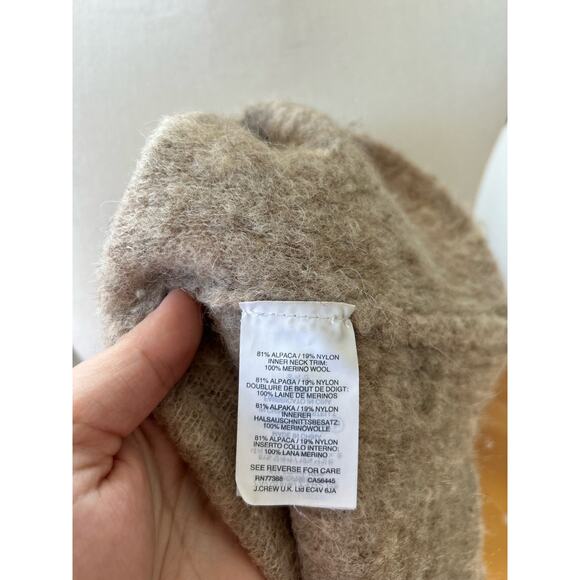 81% ALPACA / 19% NYLON
INNER NECK TRIM:
100% MERINO WOOL
81% ALPAGA / 19% NYLON
DOUBLURE DE BOUT DE DOIGT:
100% LAINE DE MERINOS
81% ALPAKA / 19% NYLON
INNERER
HALSAUSCHNITTSBESATZ:
100% MERINOWOLLE
81% ALPACA / 19% NYLON
INSERTO COLLO INTERNO:
100% LANA MERINO
SEE REVERSE FOR CARE
RN77388 CA56445
J.CREW U.K. Ltd EC4V 6JA